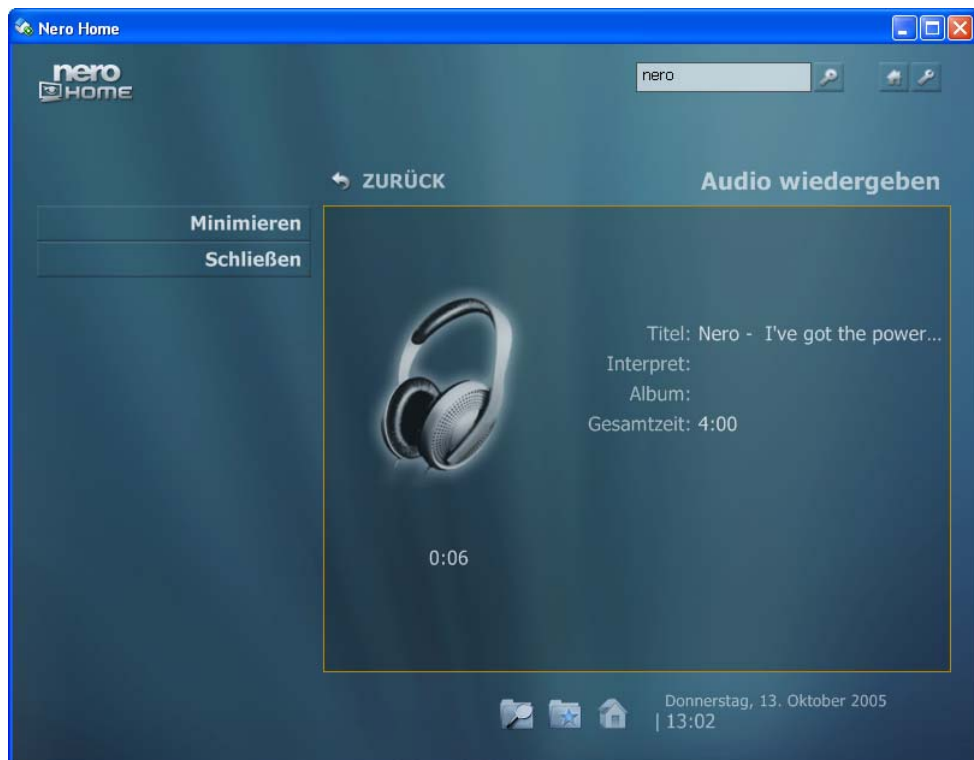 Nero Home
nero
HOME
nero
ZURÜCK
Audio wiedergeben
Minimieren
Schließen
Titel: Nero - I've got the power...
Interpret:
Album:
Gesamtzeit: 4:00
0:06
Donnerstag, 13. Oktober 2005
| 13:02